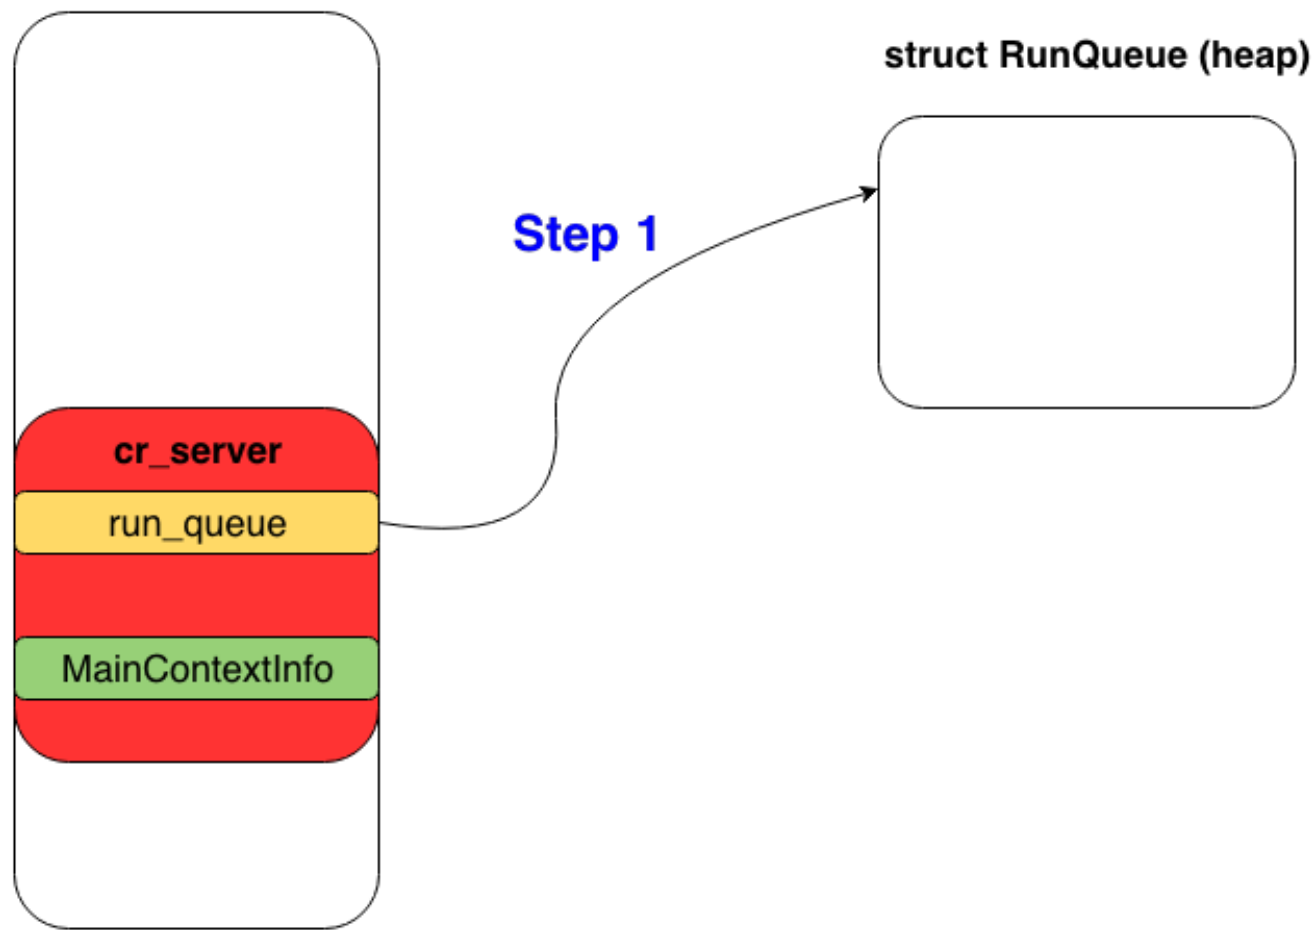 struct RunQueue (heap)
Step 1
cr_server
run_queue
MainContextInfo